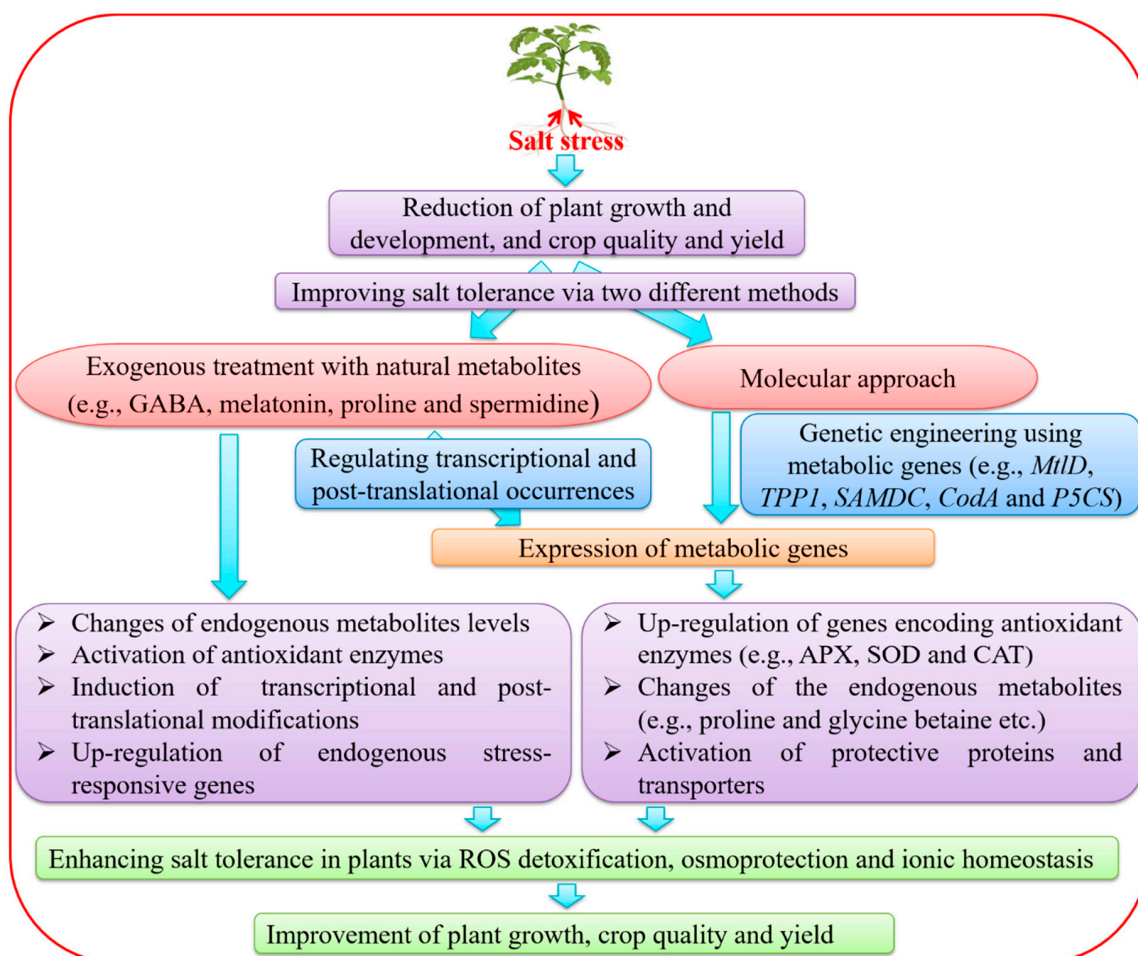 Salt stress
Reduction of plant growth and
development, and crop quality and yield
Improving salt tolerance via two different methods
Exogenous treatment with natural metabolites
(e.g., GABA, melatonin, proline and spermidine)
Molecular approach
Regulating transcriptional and
post-translational occurrences
Genetic engineering using
metabolic genes (e.g., MtlD,
TPP1, SAMDC, CodA and P5CS)
Expression of metabolic genes
➢ Changes of endogenous metabolites levels
➢ Activation of antioxidant enzymes
➢ Induction of transcriptional and post-
translational modifications
➢ Up-regulation of endogenous stress-
responsive genes
➢ Up-regulation of genes encoding antioxidant
enzymes (e.g., APX, SOD and CAT)
➢ Changes of the endogenous metabolites
(e.g., proline and glycine betaine etc.)
➢ Activation of protective proteins and
transporters
Enhancing salt tolerance in plants via ROS detoxification, osmoprotection and ionic homeostasis
Improvement of plant growth, crop quality and yield